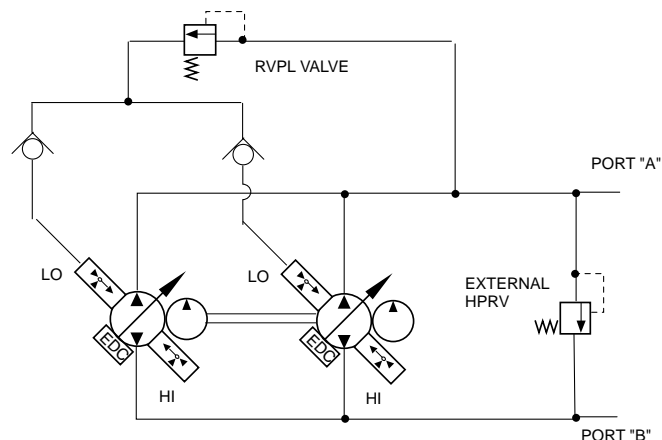 RVPL VALVE
PORT "A"
LO
LO
EXTERNAL
HPRV
EDC
EDC
HI
HI
PORT "B"